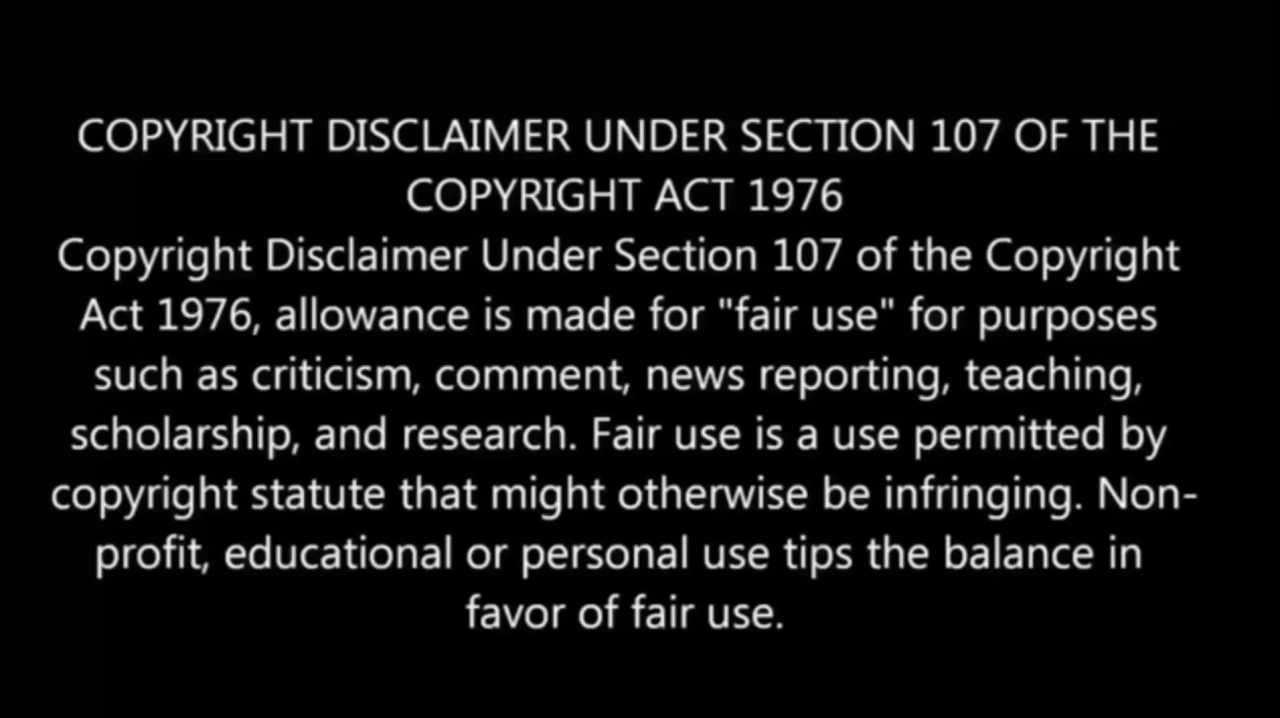 COPYRIGHT DISCLAIMER UNDER SECTION 107 OF THE
COPYRIGHT ACT 1976
Copyright Disclaimer Under Section 107 of the Copyright
Act 1976, allowance is made for "fair use" for purposes
such as criticism, comment, news reporting, teaching,
scholarship, and research. Fair use is a use permitted by
copyright statute that might otherwise be infringing. Non-
profit, educational or personal use tips the balance in
favor of fair use.